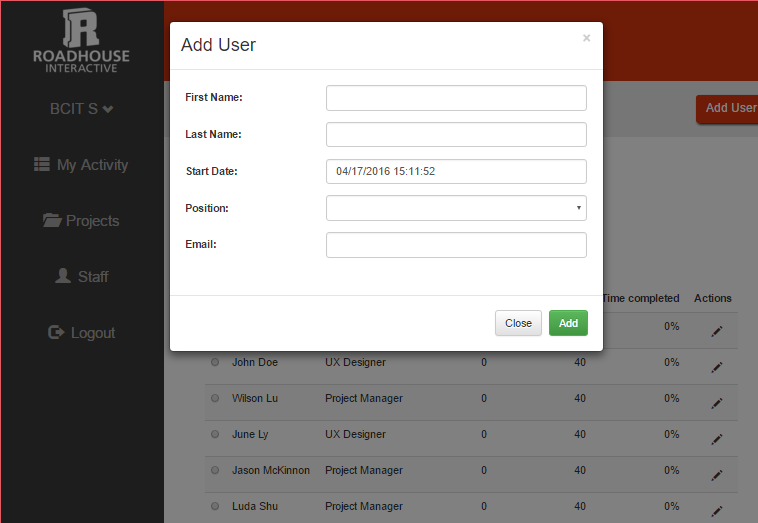 ROADHOUSE
INTERACTIVE
BCIT S
My Activity
Projects
Staff
Logout
Add User
×
First Name:
Last Name:
Start Date: 04/17/2016 15:11:52
Position:
Email:
Close Add
Add User
Time completed Actions
0%
John Doe UX Designer 0 40 0%
Wilson Lu Project Manager 0 40 0%
June Ly UX Designer 0 40 0%
Jason McKinnon Project Manager 0 40 0%
Luda Shu Project Manager 0 40 0%